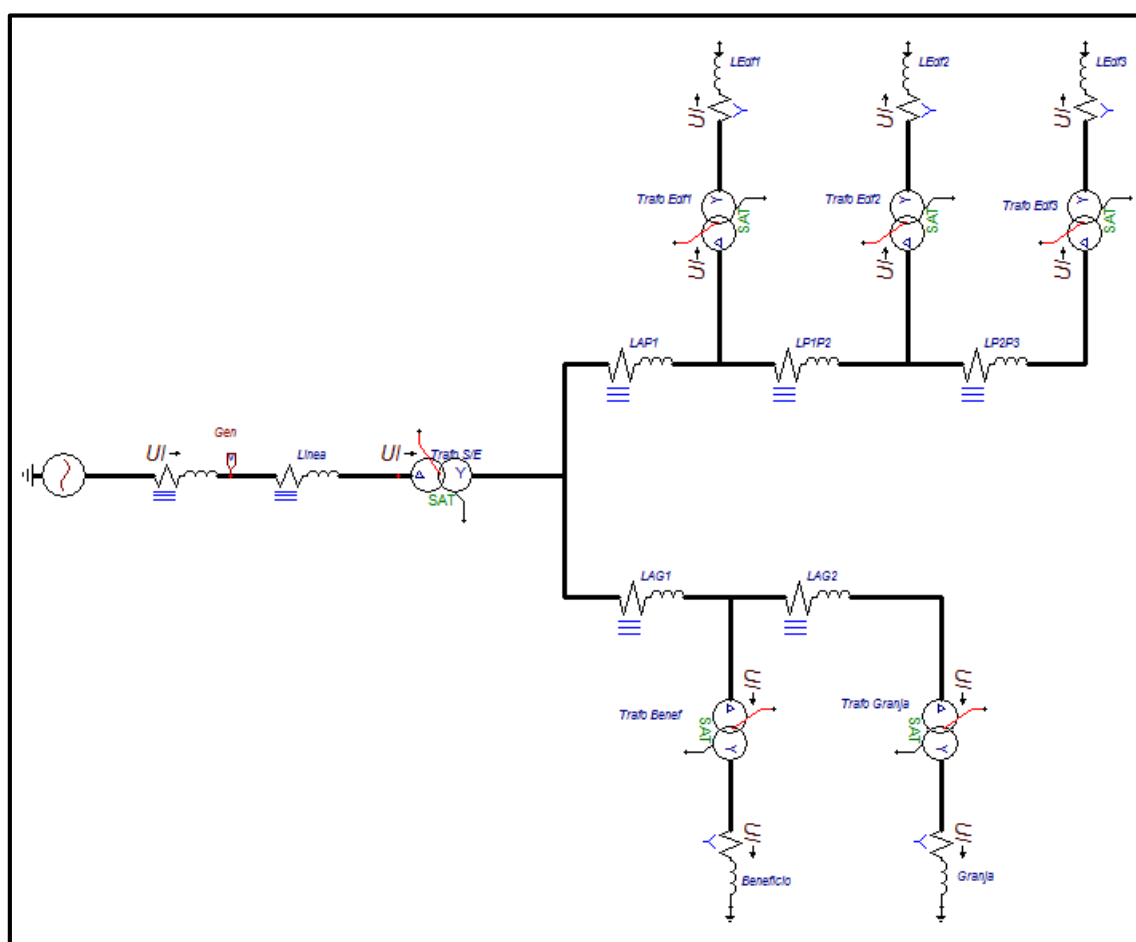 LEdf1 LEdf2 LEdf3
UI UI UI
Y Y Y
Trafo Edf1 Trafo Edf2 Trafo Edf3
Y Y Y
SAT SAT SAT
UI UI UI
LAP1 LP1P2 LP2P3
Gen
UI Linea UI Trafo S/E
Y
SAT
LAG1 LAG2
UI UI
Trafo Benef Trafo Granja
SAT SAT
Y Y
Y UI Y UI
Beneficio Granja